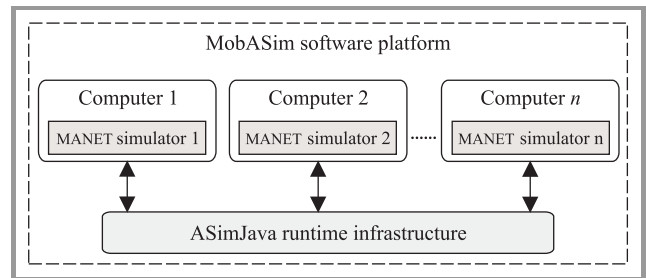 MobASim software platform
Computer 1 Computer 2 Computer n
MANET simulator 1 MANET simulator 2 ...... MANET simulator n
ASimJava runtime infrastructure